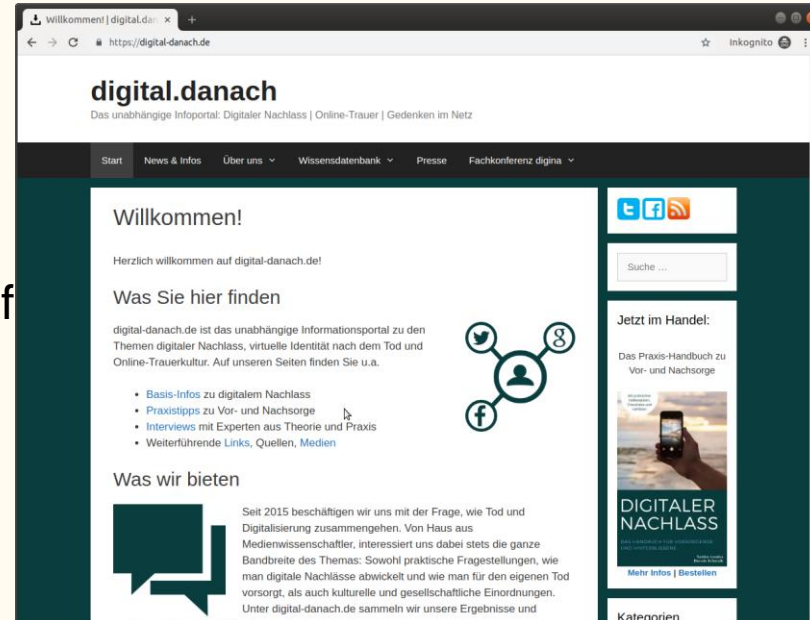 Willkommen! | digital.dan
https://digital-danach.de
Inkognito
digital.danach
Das unabhängige Infoportal: Digitaler Nachlass | Online-Trauer | Gedenken im Netz
Start News & Infos Über uns Wissensdatenbank Presse Fachkonferenz digina
f
Willkommen!
Herzlich willkommen auf digital-danach.de!
Was Sie hier finden
digital-danach.de ist das unabhängige Informationsportal zu den
Themen digitaler Nachlass, virtuelle Identität nach dem Tod und
Online-Trauerkultur. Auf unseren Seiten finden Sie u.a.
• Basis-Infos zu digitalem Nachlass
• Praxistipps zu Vor- und Nachsorge
• Interviews mit Experten aus Theorie und Praxis
• Weiterführende Links, Quellen, Medien
Was wir bieten
Seit 2015 beschäftigen wir uns mit der Frage, wie Tod und
Digitalisierung zusammengehen. Von Haus aus
Medienwissenschaftler, interessiert uns dabei stets die ganze
Bandbreite des Themas: Sowohl praktische Fragestellungen, wie
man digitale Nachlässe abwickelt und wie man für den eigenen Tod
vorsorgt, als auch kulturelle und gesellschaftliche Einordnungen.
Unter digital-danach.de sammeln wir unsere Ergebnisse und
Suche ...
Jetzt im Handel:
Das Praxis-Handbuch zu
Vor- und Nachsorge
DIGITALER
NACHLASS
Mehr Infos | Bestellen
Kategorien